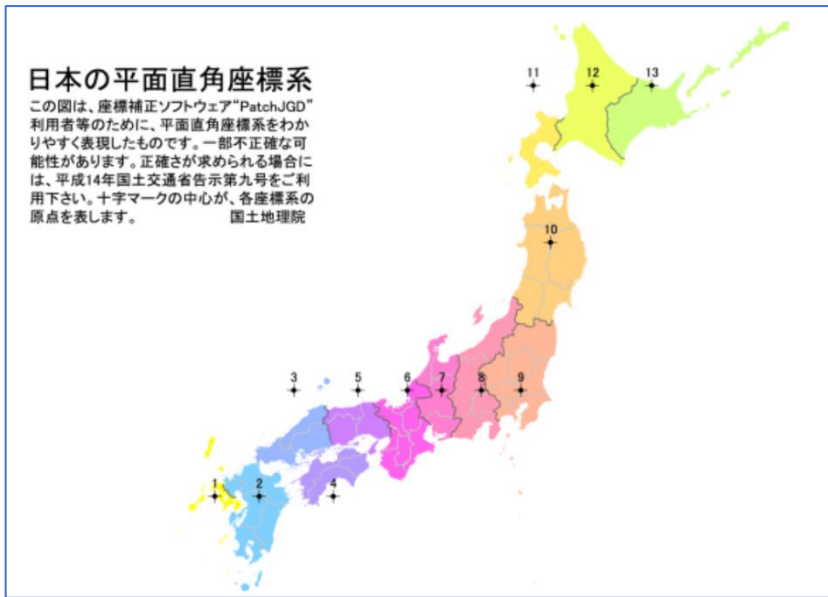 日本の平面直角座標系
この図は、座標補正ソフトウェア“PatchJGD”
利用者等のために、平面直角座標系をわか
りやすく表現したものです。一部不正確な可
能性があります。正確さが求められる場合に
は、平成14年国土交通省告示第九号をご利
用下さい。十字マークの中心が、各座標系の
原点を表します。 国土地理院
11 12 13
10
3 5 6 7 8 9
1 2 4